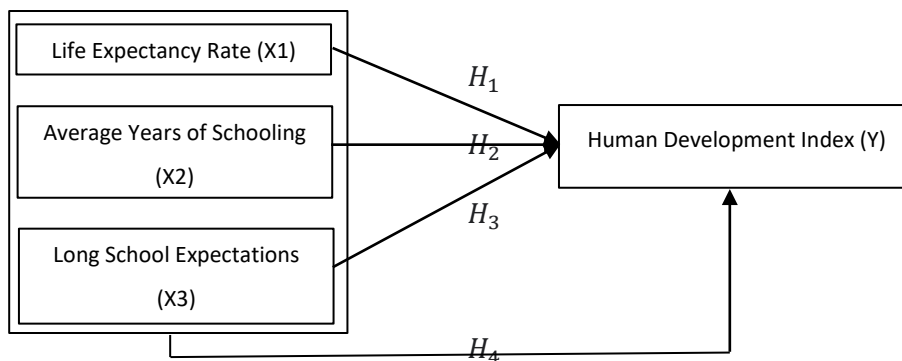 Life Expectancy Rate (X1)
H₁
Average Years of Schooling
(X2)
H₂
Human Development Index (Y)
H₃
Long School Expectations
(X3)
H₄